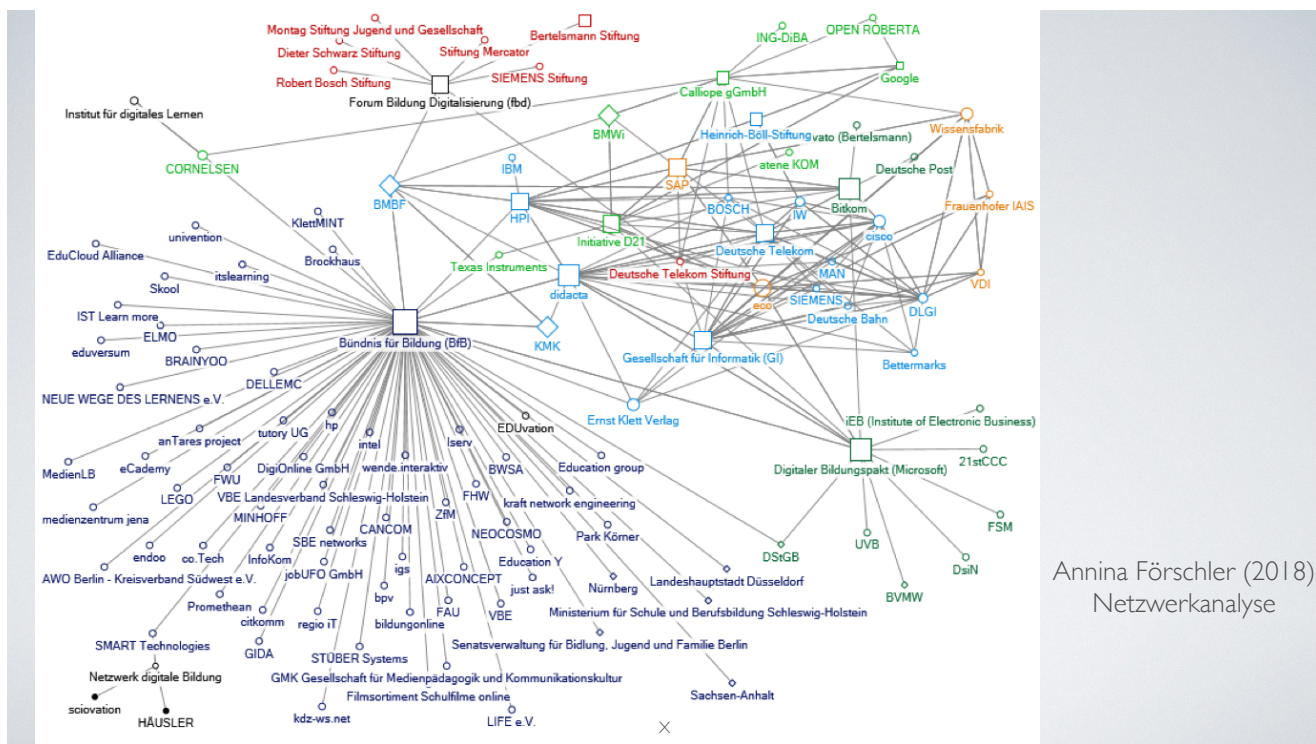 Montag Stiftung Jugend und Gesellschaft
Bertelsmann Stiftung
ING-DiBA
OPEN ROBERTA
Dieter Schwarz Stiftung
Stiftung Mercator
Robert Bosch Stiftung
SIEMENS Stiftung
Google
Forum Bildung Digitalisierung (fbd)
Calliope gGmbH
Institut für digitales Lernen
BMWi
Heinrich-Böll-Stiftung
vato (Bertelsmann)
Wissensfabrik
CORNELSEN
IBM
SAP
atene KOM
Deutsche Post
BMBF
HPI
BOSCH
IW
Bitkom
Fraunhofer IAIS
KlettMINT
univention
Initiative D21
Deutsche Telekom
cisco
EduCloud Alliance
itslearning
Brockhaus
Texas Instruments
Deutsche Telekom Stiftung
MAN
VDI
Skool
didacta
eco
SIEMENS
Deutsche Bahn
DLGI
IST Learn more
ELMO
eduversum
Bündnis für Bildung (BfB)
KMK
Gesellschaft für Informatik (GI)
Bettermarks
BRAINYOO
DELLEMC
NEUE WEGE DES LERNENS e.V.
Ernst Klett Verlag
EDUvation
iEB (Institute of Electronic Business)
anTares project
tutory UG
hp
intel
lserv
MedienLB
eCademy
FWU
DigiOnline GmbH
wende.interaktiv
BWSA
Education group
Digitaler Bildungspakt (Microsoft)
21stCCC
LEGO
VBE Landesverband Schleswig-Holstein
FHW
kraft network engineering
medienzentrum jena
MINHOFF
CANCOM
ZfM
NEOCOSMO
Park Körner
FSM
endoo
co.Tech
InfoKom
SBE networks
igs
Education Y
DStGB
UVB
DsiN
AWO Berlin - Kreisverband Südwest e.V.
jobUFO GmbH
AIXCONCEPT
just ask!
Nürnberg
Landeshauptstadt Düsseldorf
BVMW
Promethean
citkomm
regio iT
bpv
bildungonline
FAU
VBE
Ministerium für Schule und Berufsbildung Schleswig-Holstein
SMART Technologies
GIDA
STÜBER Systems
Senatsverwaltung für Bidlung, Jugend und Familie Berlin
Netzwerk digitale Bildung
GMK Gesellschaft für Medienpädagogik und Kommunikationskultur
Filmsortiment Schulfilme online
Sachsen-Anhalt
sciovation
HÄUSLER
kdz-ws.net
LIFE e.V.
x
Annina Förschler (2018)
Netzwerkanalyse